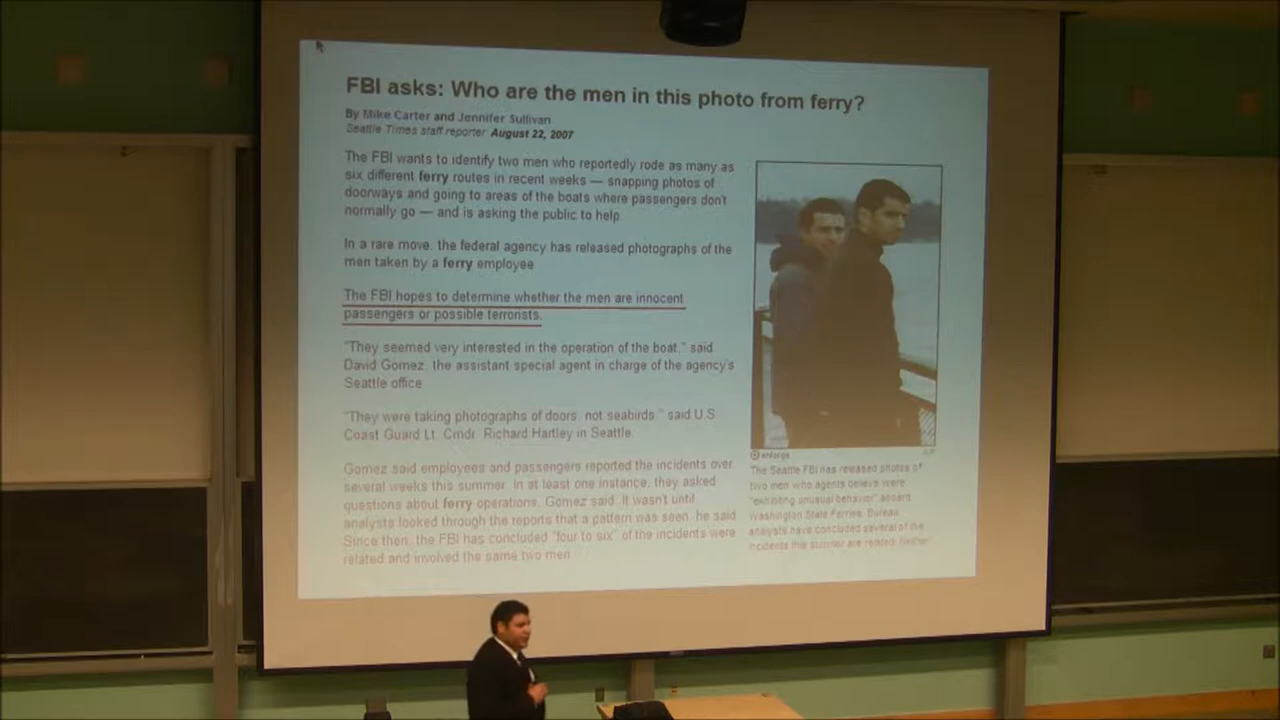 FBI asks: Who are the men in this photo from ferry?
By Mike Carter and Jennifer Sullivan
Seattle Times staff reporter August 22, 2007
The FBI wants to identify two men who reportedly rode as many as
six different ferry routes in recent weeks — snapping photos of
doorways and going to areas of the boats where passengers don't
normally go — and is asking the public to help
In a rare move, the federal agency has released photographs of the
men taken by a ferry employee
The FBI hopes to determine whether the men are innocent
passengers or possible terrorists.
"They seemed very interested in the operation of the boat," said
David Gomez, the assistant special agent in charge of the agency's
Seattle office
"They were taking photographs of doors, not seabirds," said U.S.
Coast Guard Lt. Cmdr. Richard Hartley in Seattle.
Gomez said employees and passengers reported the incidents over
several weeks this summer. In at least one instance, they asked
questions about ferry operations, Gomez said. It wasn't until
analysts looked through the reports that a pattern was seen, he said
Since then, the FBI has concluded "four to six" of the incidents were
related and involved the same two men
enlarge
The Seattle FBI has released photos of
two men who agents believe were
"exhibiting unusual behavior" aboard
Washington State Ferries. Bureau
analysts have concluded several of the
incidents this summer are related. Neither